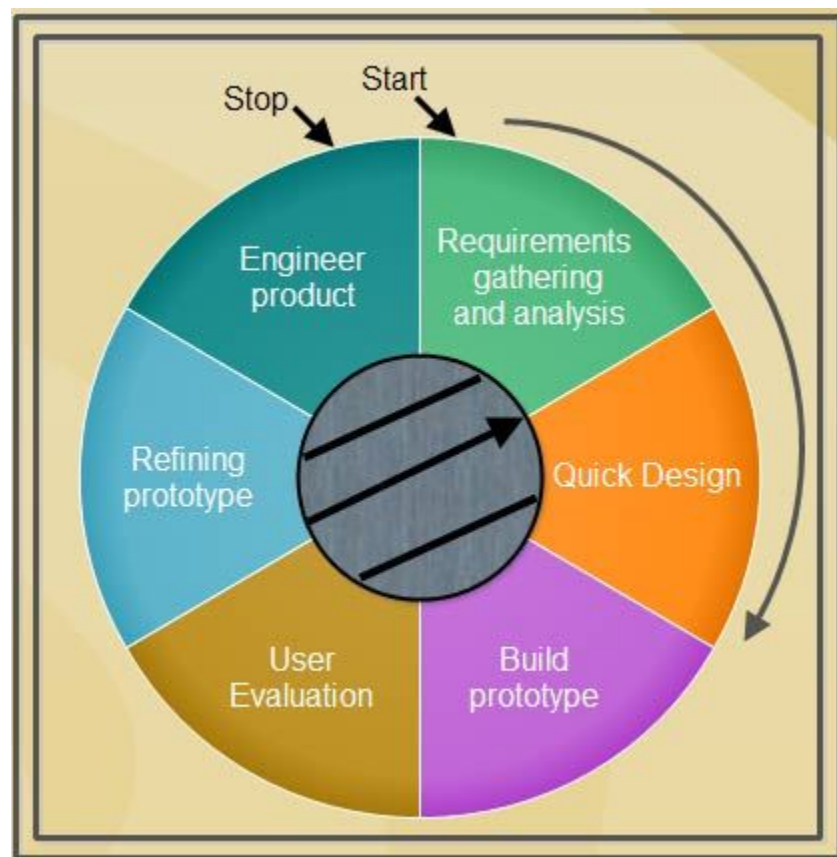 Stop
Start
Requirements
gathering
and analysis
Quick Design
Build
prototype
User
Evaluation
Refining
prototype
Engineer
product